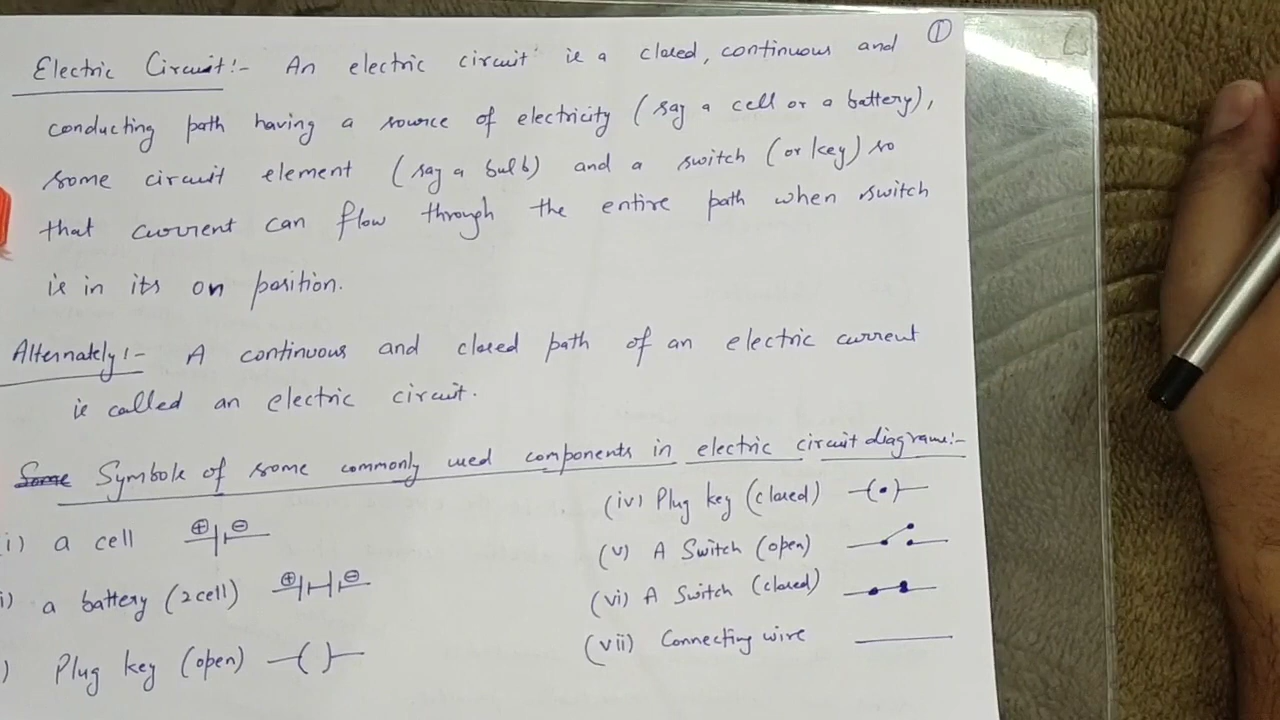 ①
Electric Circuit:- An electric circuit is a closed, continuous and
conducting path having a source of electricity (say a cell or a battery),
some circuit element (say a bulb) and a switch (or key) so
that current can flow through the entire path when switch
is in its on position.
Alternately:- A continuous and closed path of an electric current
is called an electric circuit.
Some Symbols of some commonly used components in electric circuit diagrams:-
i) a cell ⊕ ⊖
i) a battery (2cell) ⊕ ⊖
) Plug key (open)
(iv) Plug key (closed)
(v) A Switch (open)
(vi) A Switch (closed)
(vii) Connecting wire